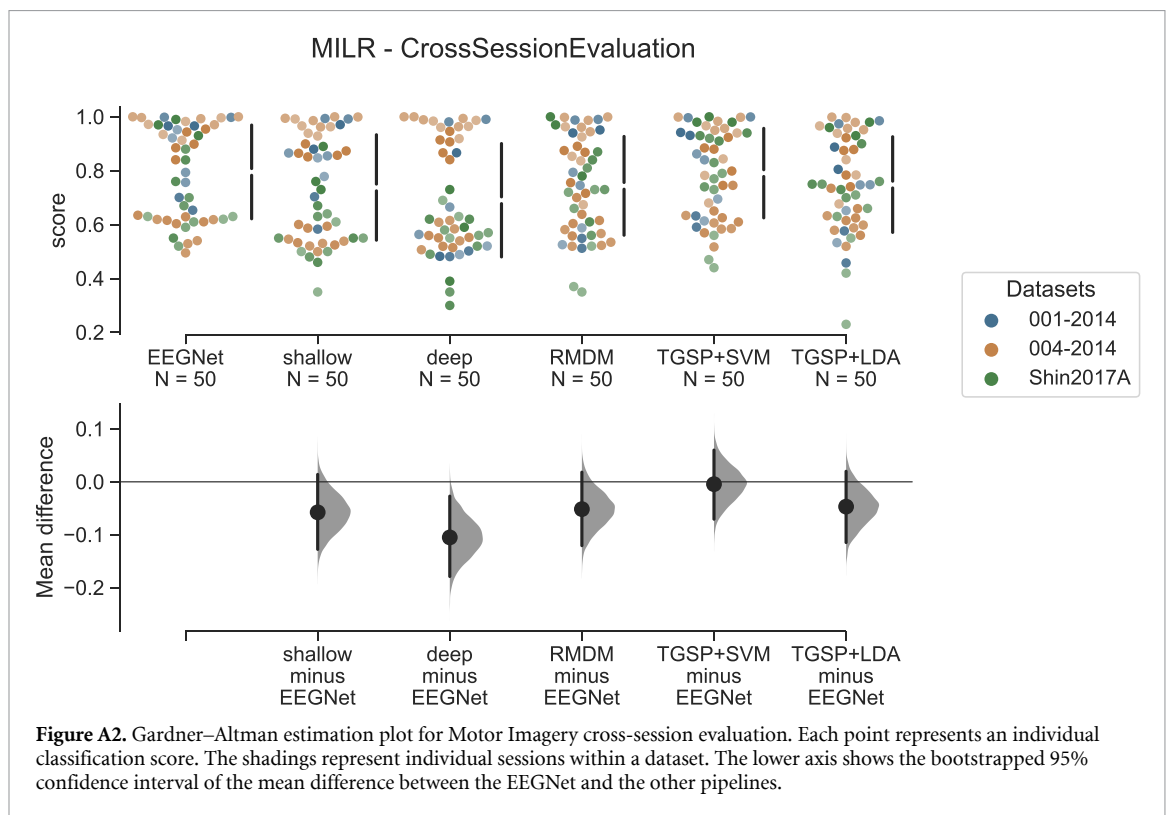 MILR - CrossSessionEvaluation
score
1.0
0.8
0.6
0.4
0.2
EEGNet shallow deep RMDM TGSP+SVM TGSP+LDA
N = 50 N = 50 N = 50 N = 50 N = 50 N = 50
Datasets
001-2014
004-2014
Shin2017A
Mean difference
0.1
0.0
−0.1
−0.2
shallow deep RMDM TGSP+SVM TGSP+LDA
minus minus minus minus minus
EEGNet EEGNet EEGNet EEGNet EEGNet
Figure A2. Gardner–Altman estimation plot for Motor Imagery cross-session evaluation. Each point represents an individual
classification score. The shadings represent individual sessions within a dataset. The lower axis shows the bootstrapped 95%
confidence interval of the mean difference between the EEGNet and the other pipelines.